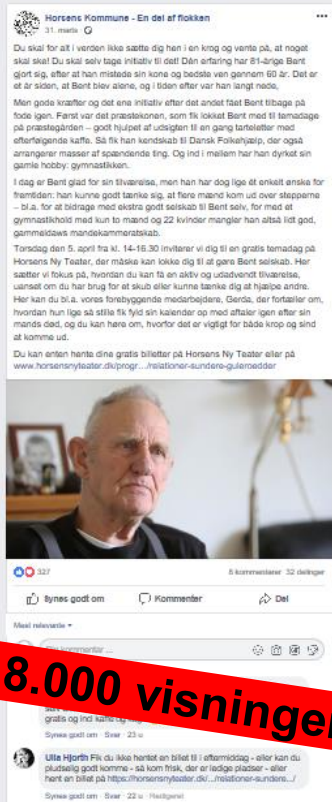 Horsens Kommune - En del af flokken
31. marts ·
Du skal for alt i verden ikke sætte dig hen i en krog og vente på, at noget
skal ske! Du skal selv tage initiativ til det! Dén erfaring har 81-årige Bent
gjort sig, efter at han mistede sin kone og bedste ven gennem 60 år. Det er
et år siden, at Bent blev alene, og i tiden efter var han langt nede.
Men gode kræfter og det ene initiativ efter det andet fået Bent tilbage på
fode igen. Først var det præstekonen, som fik lokket Bent med til temadage
på præstegården – godt hjulpet af udsigten til en gang tarteletter med
efterfølgende kaffe. Så fik han kendskab til Dansk Folkehjælp, der også
arrangerer masser af spændende ting. Og ind i mellem har han dyrket sin
gamle hobby: gymnastikken.
I dag er Bent glad for sin tilværelse, men han har dog lige ét enkelt ønske for
fremtiden: han kunne godt tænke sig, at flere mænd kom ud over stepperne
– bl.a. for at bidrage med ekstra godt selskab til Bent selv, for med et
gymnastikhold med kun to mænd og 22 kvinder mangler han altså lidt god,
gammeldaws mandekammeratskab.
Torsdag den 5. april fra kl. 14-16.30 inviterer vi dig til en gratis temadag på
Horsens Ny Teater, der måske kan lokke dig til at gøre Bent selskab. Her
sætter vi fokus på, hvordan du kan få en aktiv og udadvendt tilværelse,
uanset om du har brug for et skub eller kunne tænke dig at hjælpe andre.
Her kan du bl.a. vores forebyggende medarbejdere, Gerda, der fortæller om,
hvordan hun lige så stille fik fyld sin kalender op med aftaler igen efter sin
mands død, og du kan høre om, hvorfor det er vigtigt for både krop og sind
at komme ud.
Du kan enten hente dine gratis billetter på Horsens Ny Teater eller på
www.horsensnyteater.dk/progr.../relationer-sundere-guleroedder
327
6 kommentarer 32 delinger
Synes godt om Kommenter Del
Mest relevante
kommentar ...
8.000 visninger
gratis og incl kaffe og
Synes godt om · Svar · 23 u
Ulla Hjorth Fik du ikke hentet en billet til i eftermiddag - eller kan du
pludselig godt komme - så kom frisk, der er ledige pladser - eller
hent en billet på https://horsensnyteater.dk/.../relationer-sundere.../
Synes godt om · Svar · 22 u · Redigeret